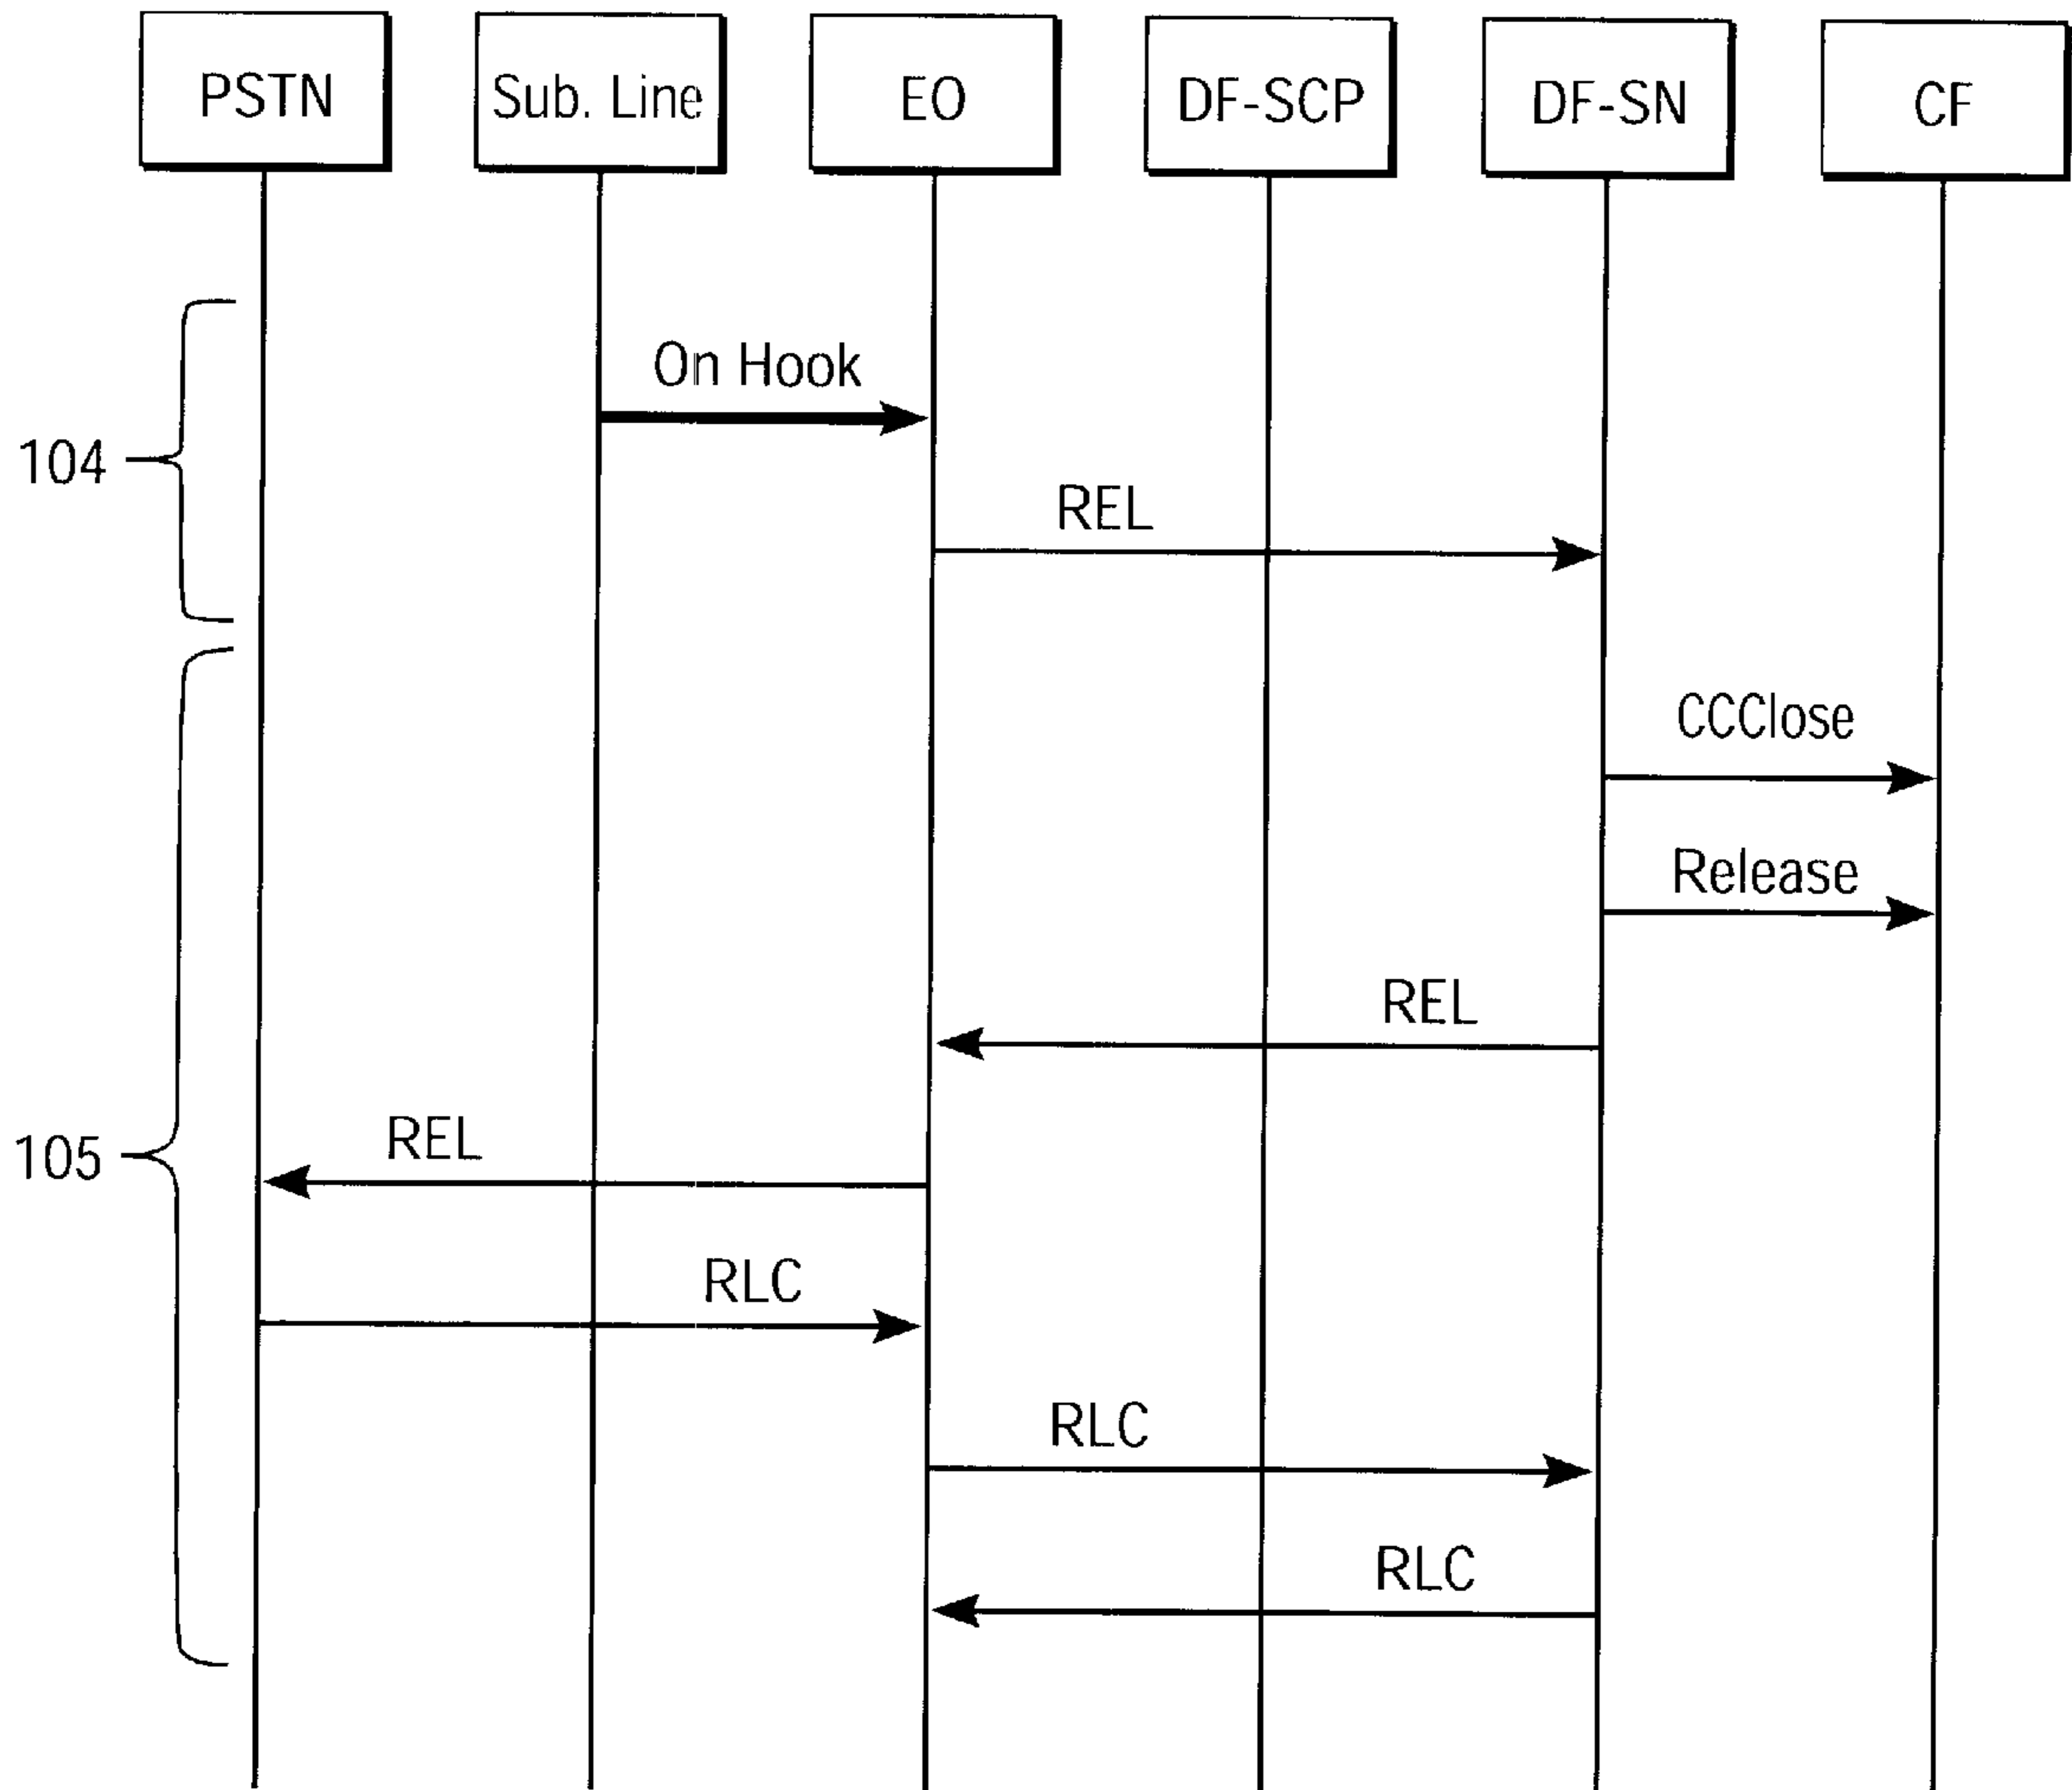 PSTN
Sub. Line
EO
DF-SCP
DF-SN
CF
On Hook
104
REL
CCClose
Release
REL
REL
105
RLC
RLC
RLC